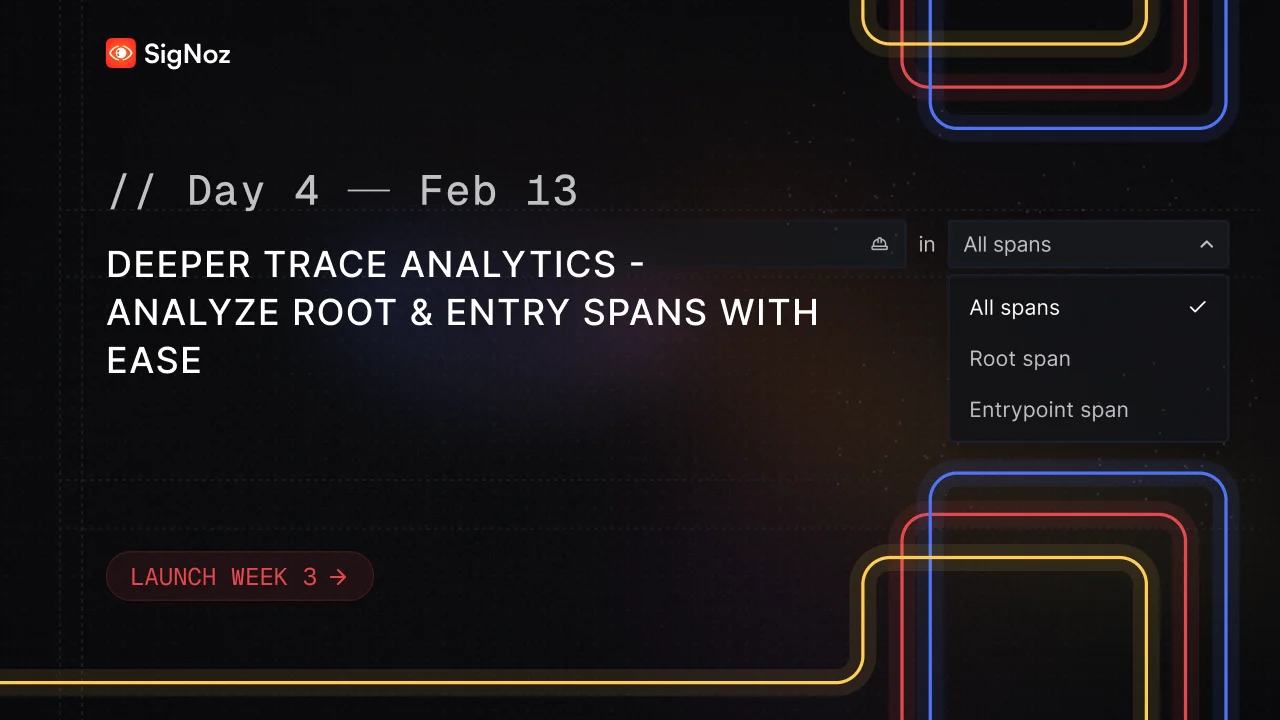 SigNoz
// Day 4 — Feb 13
DEEPER TRACE ANALYTICS -
ANALYZE ROOT & ENTRY SPANS WITH
EASE
in
All spans
All spans
Root span
Entrypoint span
LAUNCH WEEK 3 →